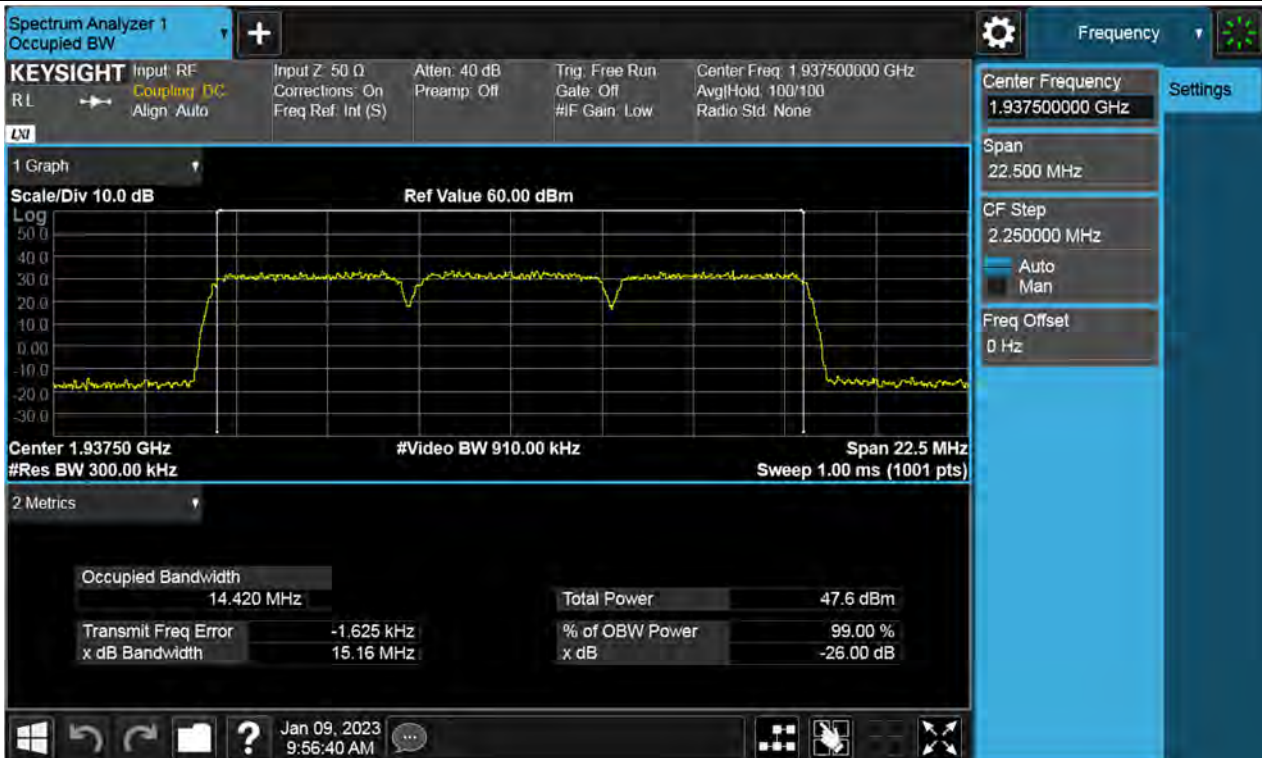 Spectrum Analyzer 1
Occupied BW
+
Frequency
KEYSIGHT
RL
LXI
Input: RF
Coupling: DC
Align: Auto
Input Z: 50 Ω
Corrections: On
Freq Ref: Int (S)
Atten: 40 dB
Preamp: Off
Trig: Free Run
Gate: Off
#IF Gain: Low
Center Freq: 1.937500000 GHz
Avg|Hold: 100/100
Radio Std: None
Center Frequency
1.937500000 GHz
Settings
Span
22.500 MHz
CF Step
2.250000 MHz
Auto
Man
Freq Offset
0 Hz
1 Graph
Scale/Div 10.0 dB
Ref Value 60.00 dBm
Log
50.0
40.0
30.0
20.0
10.0
0.00
-10.0
-20.0
-30.0
Center 1.93750 GHz
#Video BW 910.00 kHz
Span 22.5 MHz
#Res BW 300.00 kHz
Sweep 1.00 ms (1001 pts)
2 Metrics
Occupied Bandwidth
14.420 MHz
Total Power 47.6 dBm
Transmit Freq Error -1.625 kHz
% of OBW Power 99.00 %
x dB Bandwidth 15.16 MHz
x dB -26.00 dB
?
Jan 09, 2023
9:56:40 AM